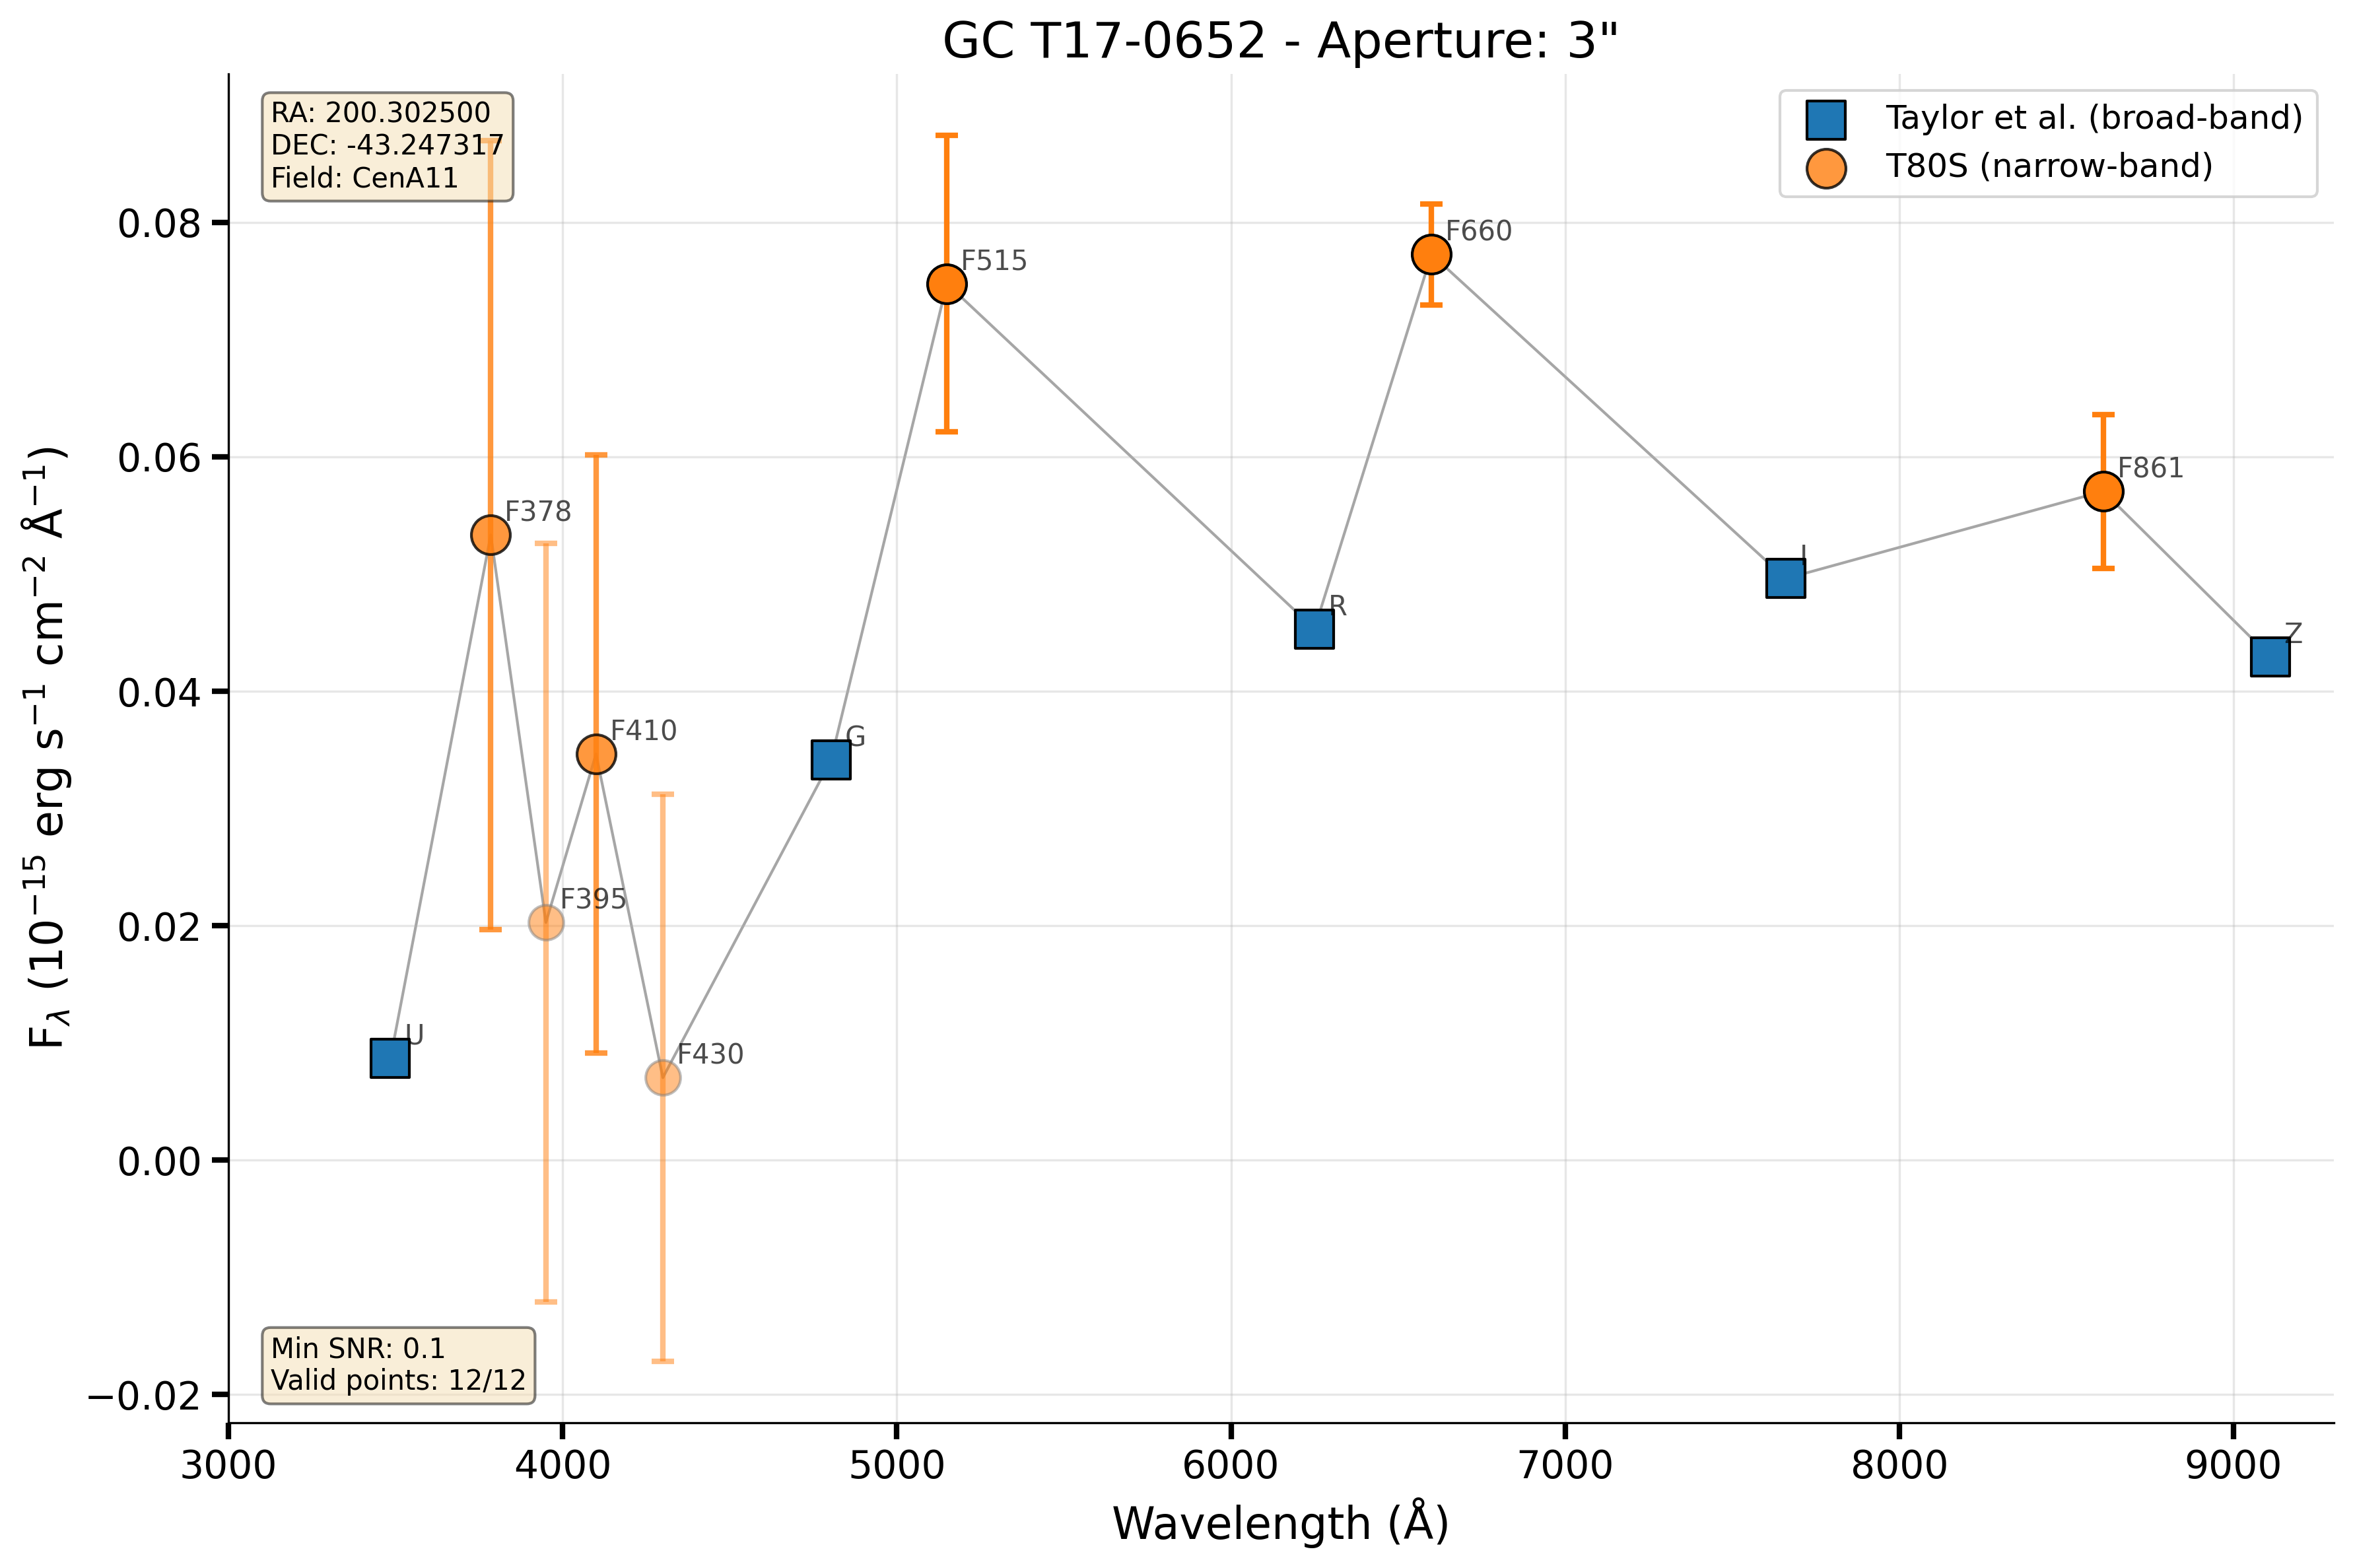 GC T17-0652 - Aperture: 3"
RA: 200.302500
DEC: -43.247317
Field: CenA11
Taylor et al. (broad-band)
T80S (narrow-band)
F660
F515
F861
F378
I
R
Z
F410
G
F395
U
F430
Min SNR: 0.1
Valid points: 12/12
0.08
0.06
0.04
0.02
0.00
−0.02
F_λ (10⁻¹⁵ erg s⁻¹ cm⁻² Å⁻¹)
3000 4000 5000 6000 7000 8000 9000
Wavelength (Å)